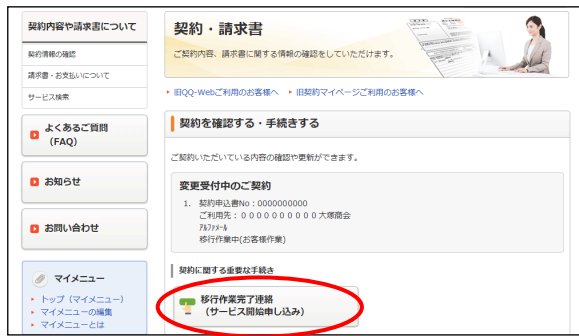 契約内容や請求書について
契約情報の確認
請求書・お支払いについて
サービス検索
よくあるご質問
（FAQ）
お知らせ
お問い合わせ
マイメニュー
トップ（マイメニュー）
マイメニューの編集
マイメニューとは
契約・請求書
ご契約内容、請求書に関する情報の確認をしていただけます。
旧QQ-Webご利用のお客様へ 旧契約マイページご利用のお客様へ
契約を確認する・手続きする
ご契約いただいている内容の確認や更新ができます。
変更受付中のご契約
1. 契約申込書No：0000000000
ご利用先：００００００００００大塚商会
ｱﾙﾌｧﾒｰﾙ
移行作業中(お客様作業)
契約に関する重要な手続き
移行作業完了連絡
（サービス開始申し込み）